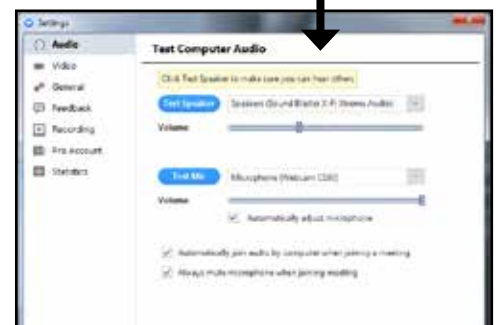 Settings
Audio
Video
General
Feedback
Recording
Pro Account
Statistics
Test Computer Audio
Click Test Speaker to make sure you can hear others
Test Speaker
Speakers (Sound Blaster X-Fi Xtreme Audio)
Volume
Test Mic
Microphone (Webcam C200)
Volume
Automatically adjust microphone
Automatically join audio by computer when joining a meeting
Always mute microphone when joining meeting